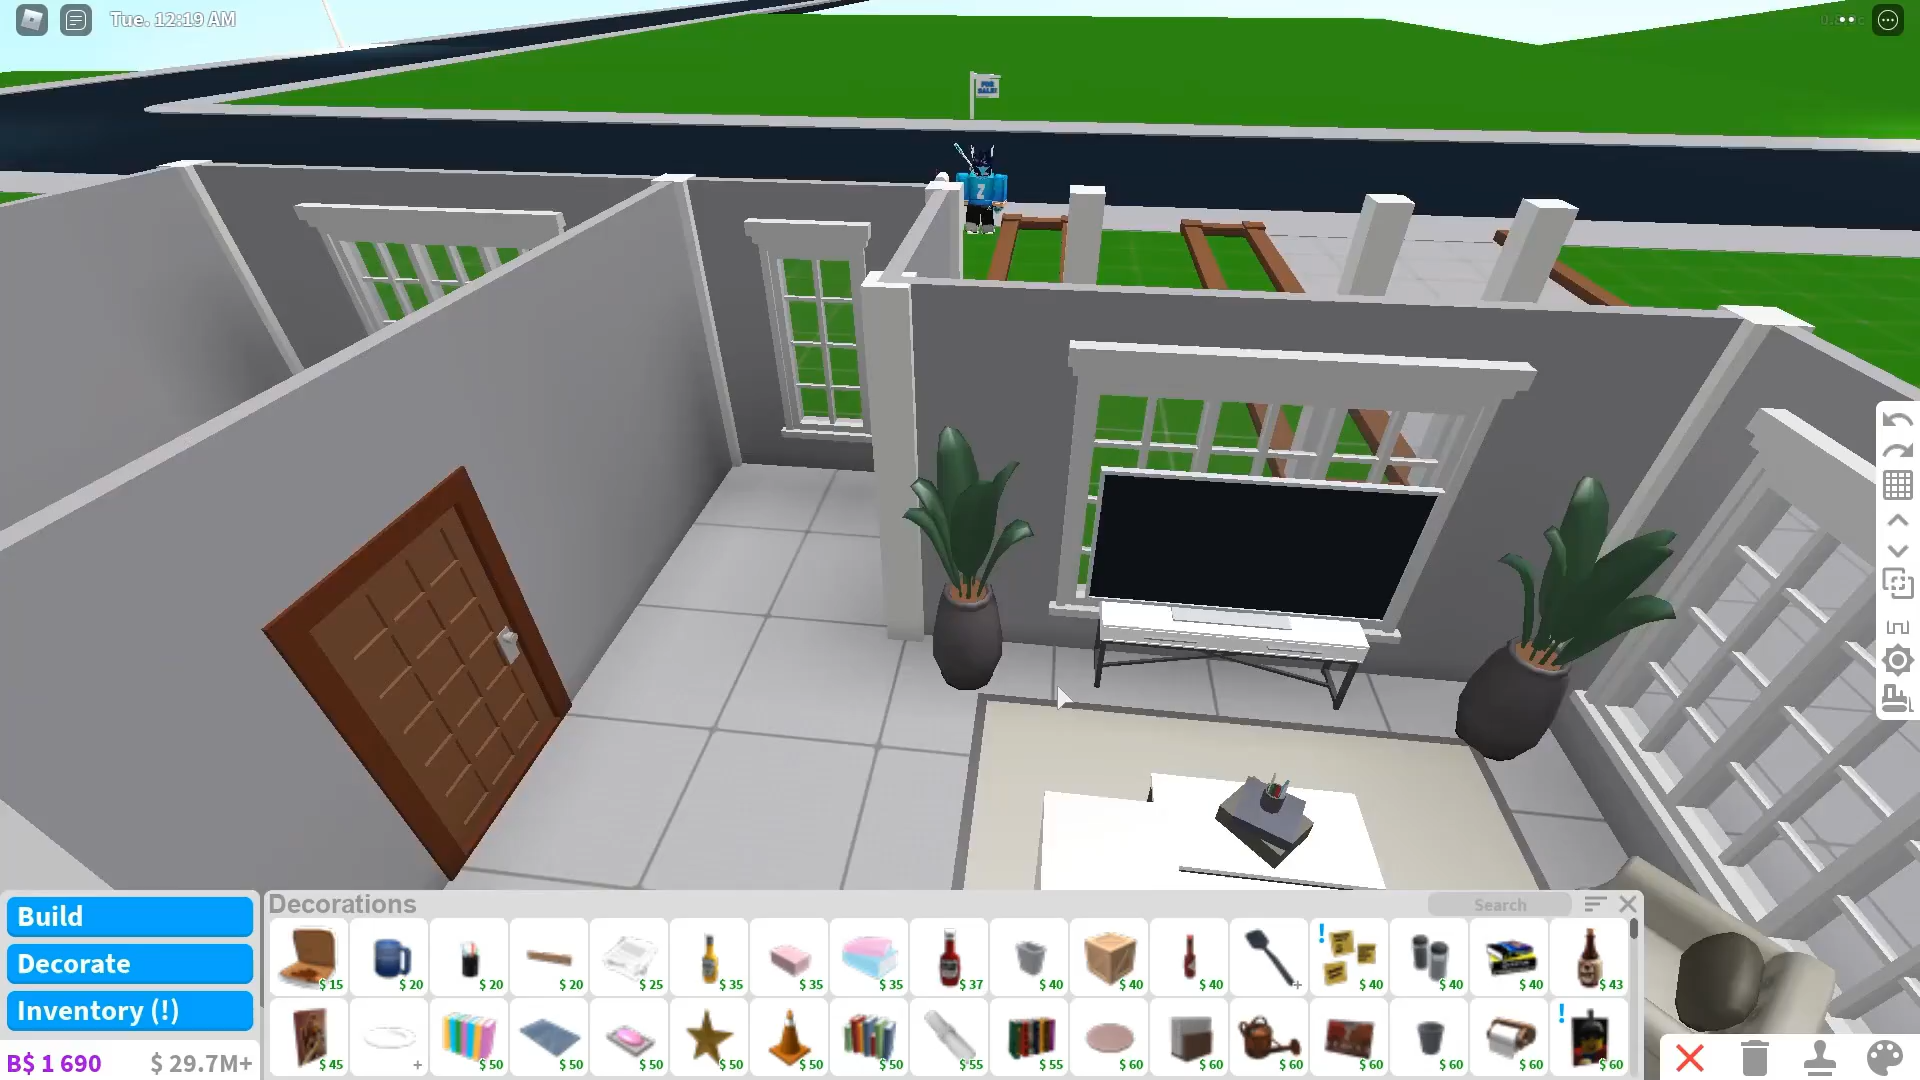 Tue. 12:19 AM
FOR
SALE!
Z
Build
Decorate
Inventory (!)
B$ 1 690
$ 29.7M+
Decorations
Search
$ 15
$ 20
$ 20
$ 20
$ 25
$ 35
$ 35
$ 35
$ 37
$ 40
$ 40
$ 40
+
! $ 40
$ 40
$ 40
$ 43
$ 45
+
$ 50
$ 50
$ 50
$ 50
$ 50
$ 50
$ 55
$ 55
$ 60
$ 60
$ 60
$ 60
$ 60
$ 60
! $ 60